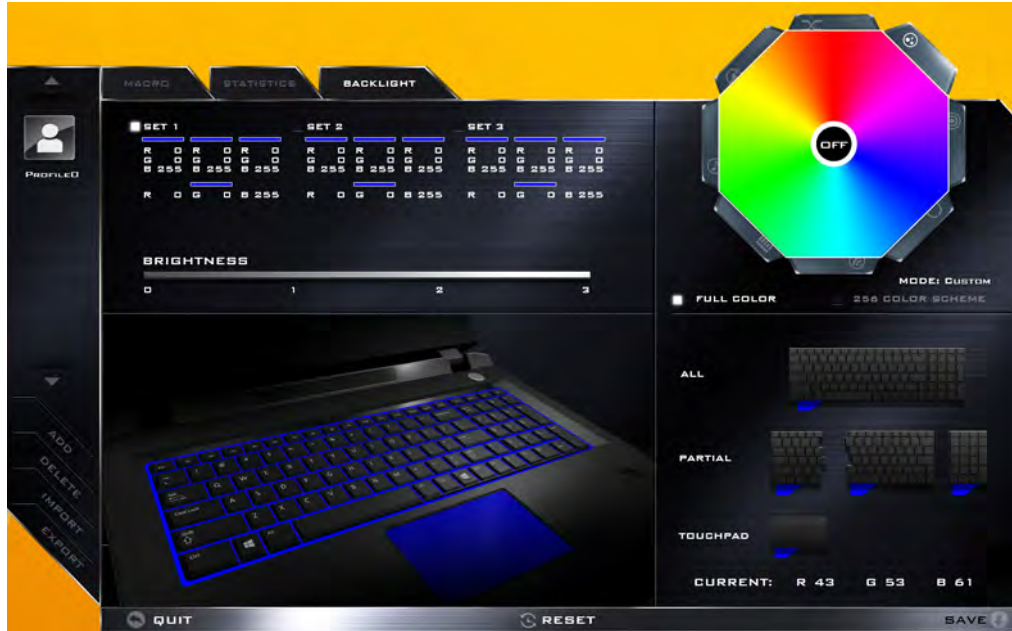 MACRO STATISTICS BACKLIGHT
PROFILE0
SET 1 SET 2 SET 3
R 0 R 0 R 0 R 0 R 0 R 0 R 0 R 0 R 0
G 0 G 0 G 0 G 0 G 0 G 0 G 0 G 0 G 0
B 255 B 255 B 255 B 255 B 255 B 255 B 255 B 255 B 255
R 0 G 0 B 255 R 0 G 0 B 255 R 0 G 0 B 255
BRIGHTNESS
0 1 2 3
OFF
MODE: CUSTOM
FULL COLOR 256 COLOR SCHEME
ALL
PARTIAL
TOUCHPAD
CURRENT: R 43 G 53 B 61
ADD
DELETE
IMPORT
EXPORT
QUIT RESET SAVE